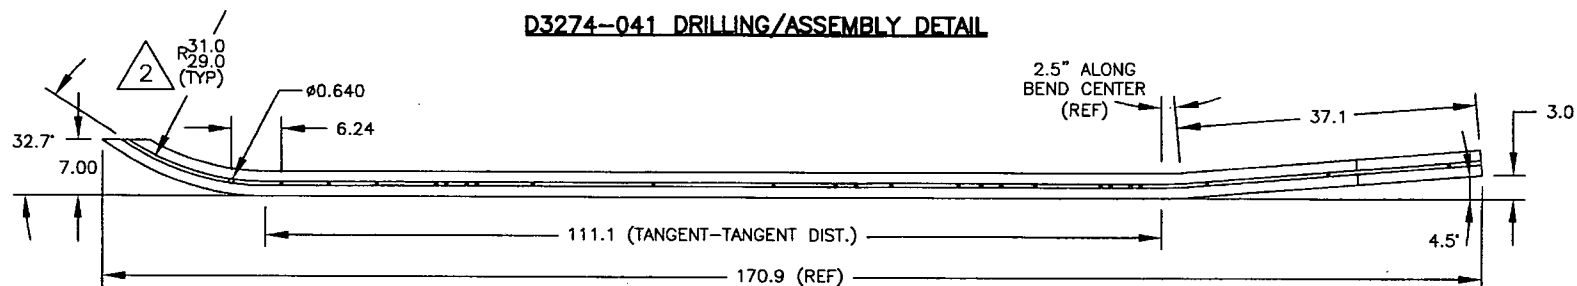 D3274-041 DRILLING/ASSEMBLY DETAIL
2
R31.0
29.0
(TYP)
ø0.640
6.24
2.5" ALONG
BEND CENTER
(REF)
37.1
3.0
32.7°
7.00
111.1 (TANGENT-TANGENT DIST.)
4.5°
170.9 (REF)